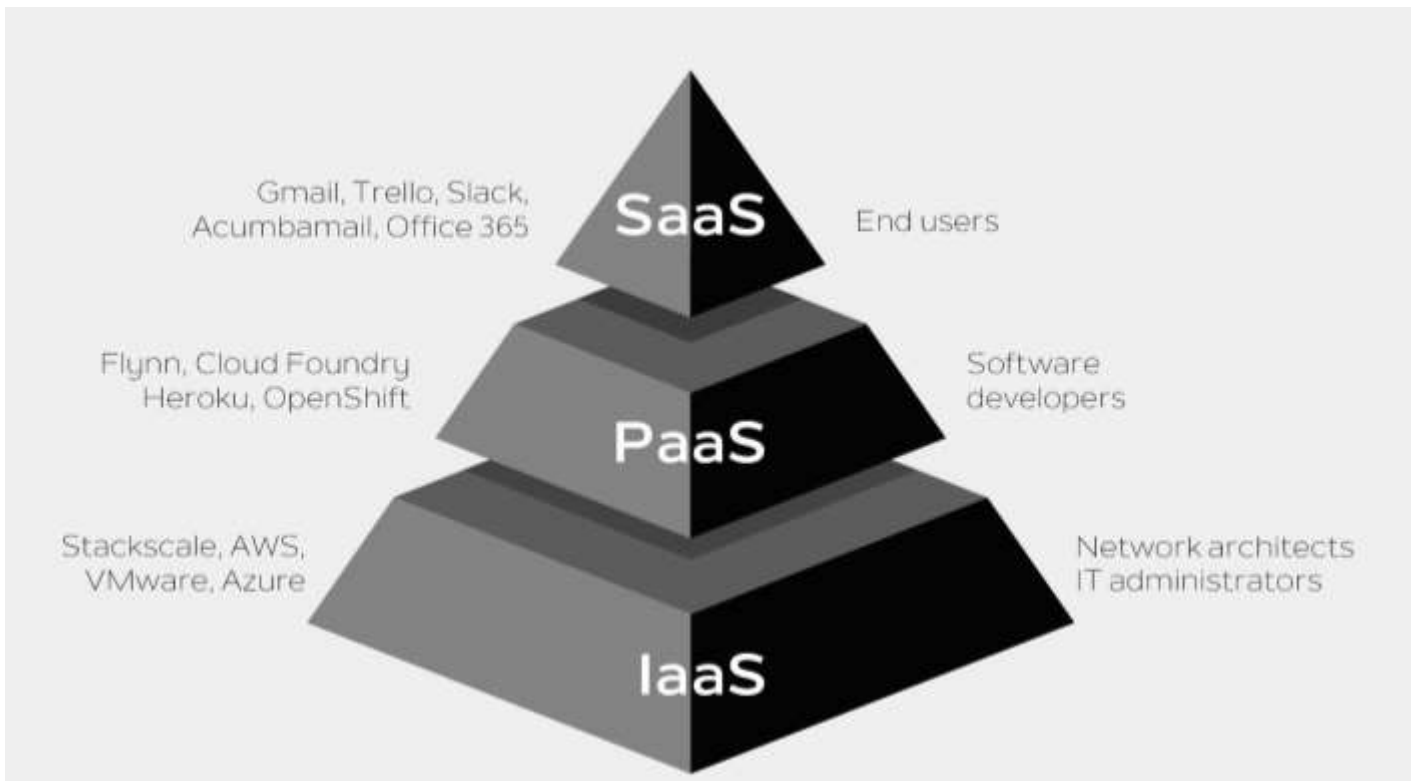 Gmail, Trello, Slack,
Acumbamail, Office 365
SaaS
End users
Flynn, Cloud Foundry
Heroku, OpenShift
PaaS
Software
developers
Stackscale, AWS,
VMware, Azure
IaaS
Network architects
IT administrators